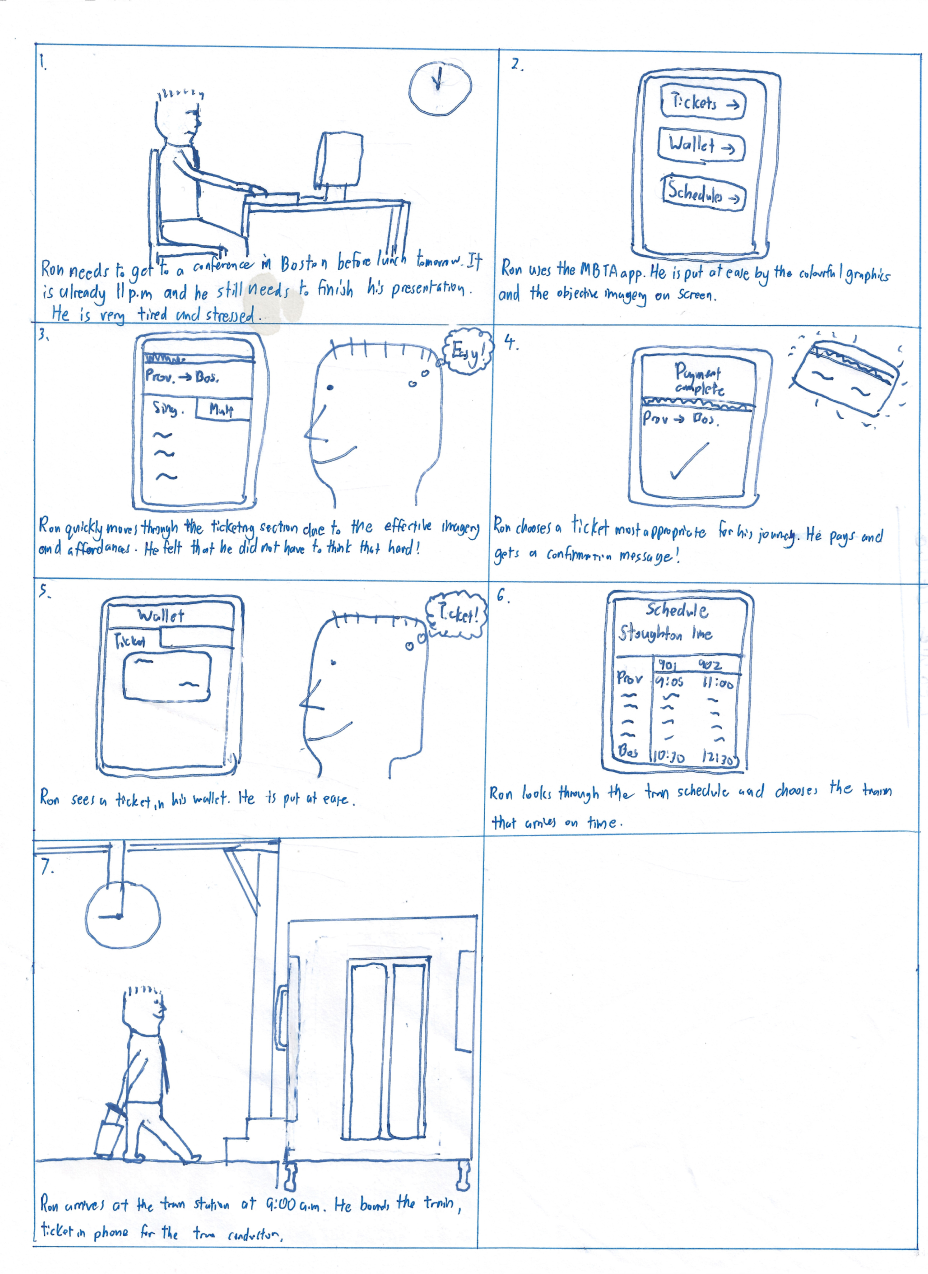 1.
Ron needs to get to a conference in Boston before lunch tomorrow. It
is already 11 p.m and he still needs to finish his presentation.
He is very tired and stressed.
2.
Tickets →
Wallet →
Schedules →
Ron uses the MBTA app. He is put at ease by the colourful graphics
and the objective imagery on screen.
3.
Prov. → Bos.
Sing. Mult
Easy!
Ron quickly moves through the ticketing section due to the effective imagery
and affordances. He felt that he did not have to think that hard!
4.
Payment
complete
Prov → Bos.
Ron chooses a ticket most appropriate for his journey. He pays and
gets a confirmation message!
5.
Wallet
Ticket
Ticket!
Ron sees a ticket in his wallet. He is put at ease.
6.
Schedule
Stoughton line
901 902
Prov 9:05 11:00
Bos 10:30 12:30
Ron looks through the train schedule and chooses the train
that arrives on time.
7.
Ron arrives at the train station at 9:00 a.m. He boards the train,
ticket in phone for the train conductor.